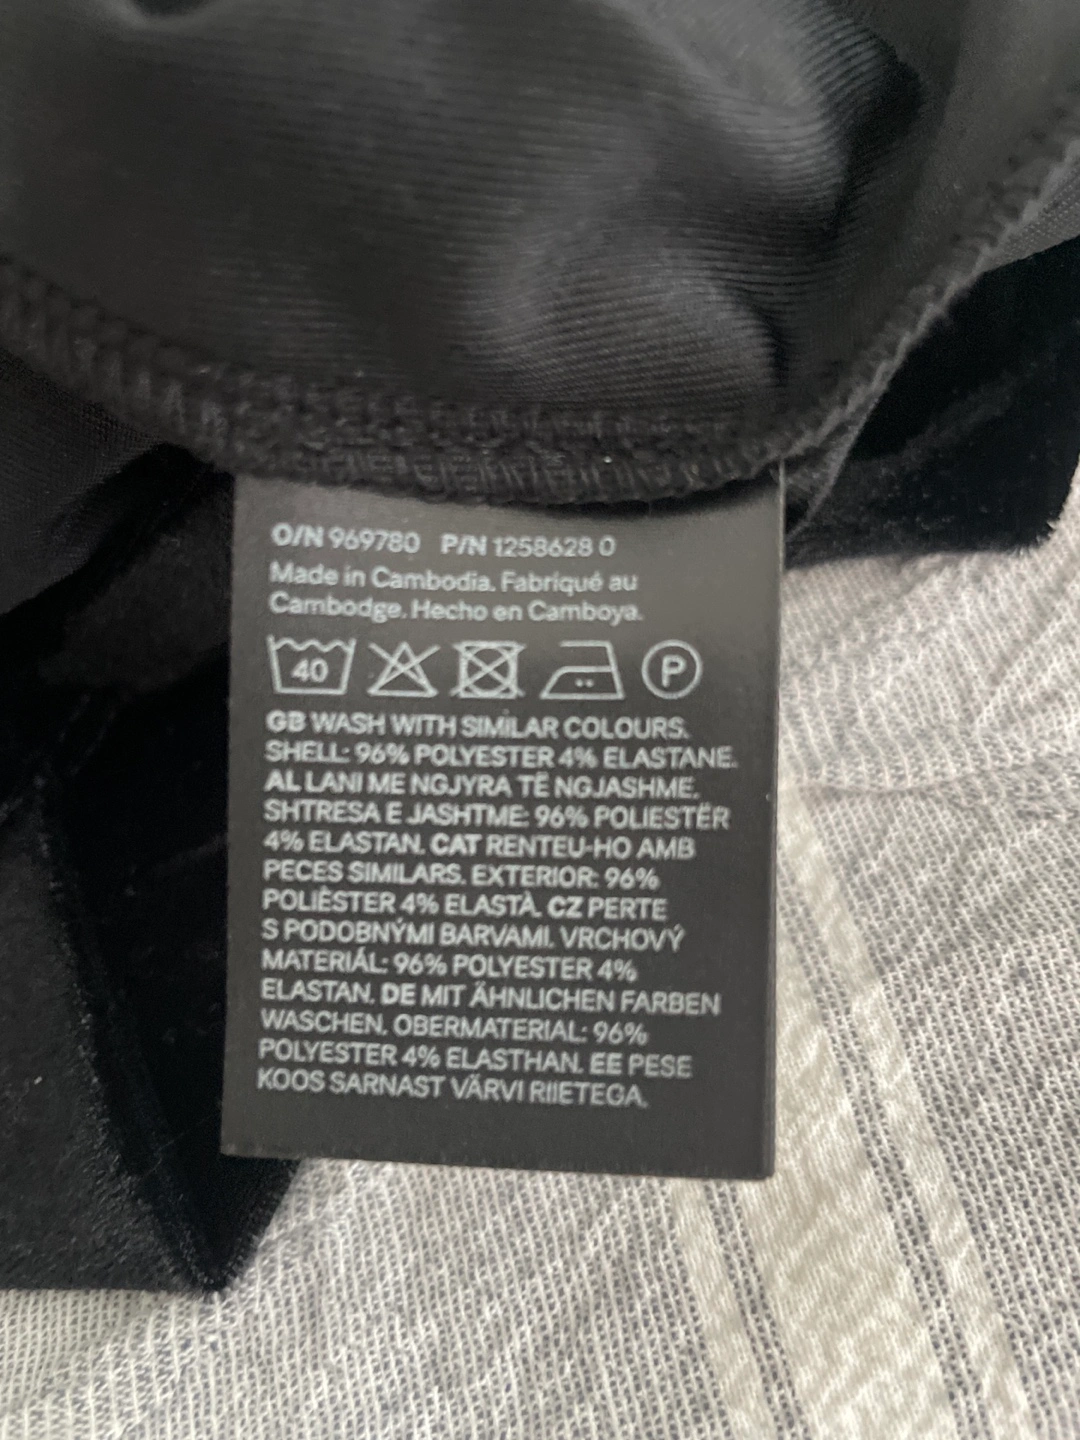 O/N 969780 P/N 1258628 0
Made in Cambodia. Fabriqué au
Cambodge. Hecho en Camboya.
40 P
GB WASH WITH SIMILAR COLOURS.
SHELL: 96% POLYESTER 4% ELASTANE.
AL LANI ME NGJYRA TË NGJASHME.
SHTRESA E JASHTME: 96% POLIESTËR
4% ELASTAN. CAT RENTEU-HO AMB
PECES SIMILARS. EXTERIOR: 96%
POLIÈSTER 4% ELASTÀ. CZ PERTE
S PODOBNÝMI BARVAMI. VRCHOVÝ
MATERIÁL: 96% POLYESTER 4%
ELASTAN. DE MIT ÄHNLICHEN FARBEN
WASCHEN. OBERMATERIAL: 96%
POLYESTER 4% ELASTHAN. EE PESE
KOOS SARNAST VÄRVI RIIETEGA.